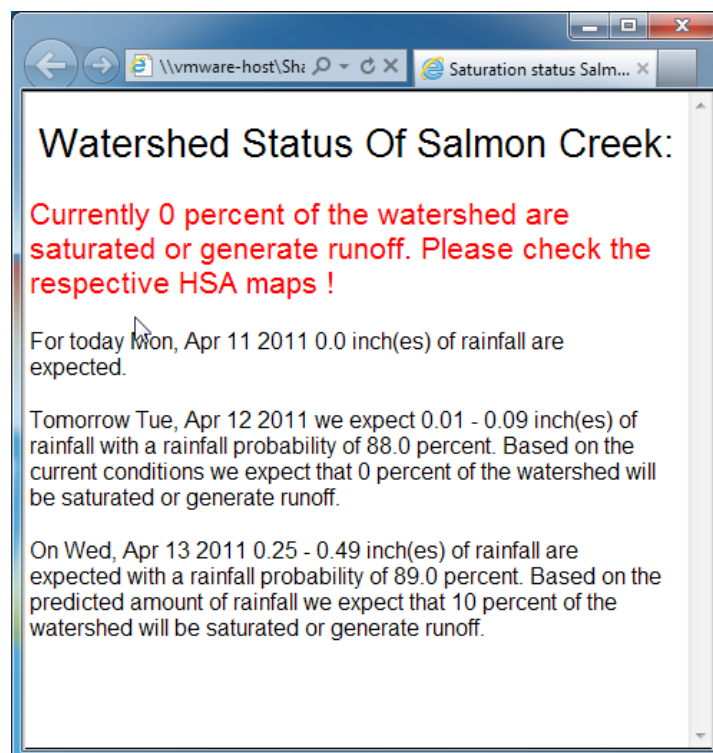 \\vmware-host\Sha
Saturation status Salm...
Watershed Status Of Salmon Creek:
Currently 0 percent of the watershed are
saturated or generate runoff. Please check the
respective HSA maps !
For today Mon, Apr 11 2011 0.0 inch(es) of rainfall are
expected.
Tomorrow Tue, Apr 12 2011 we expect 0.01 - 0.09 inch(es) of
rainfall with a rainfall probability of 88.0 percent. Based on the
current conditions we expect that 0 percent of the watershed will
be saturated or generate runoff.
On Wed, Apr 13 2011 0.25 - 0.49 inch(es) of rainfall are
expected with a rainfall probability of 89.0 percent. Based on the
predicted amount of rainfall we expect that 10 percent of the
watershed will be saturated or generate runoff.